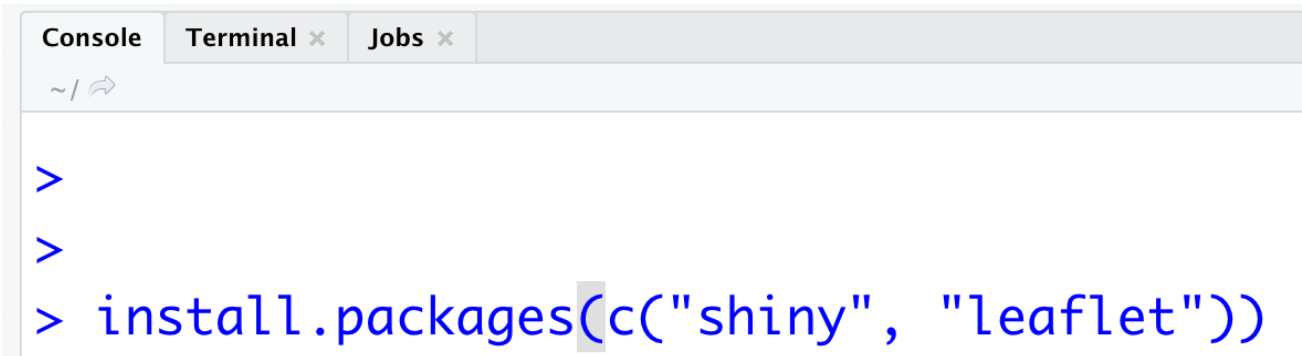 Console Terminal × Jobs ×
~/
>
>
> install.packages(c("shiny", "leaflet"))